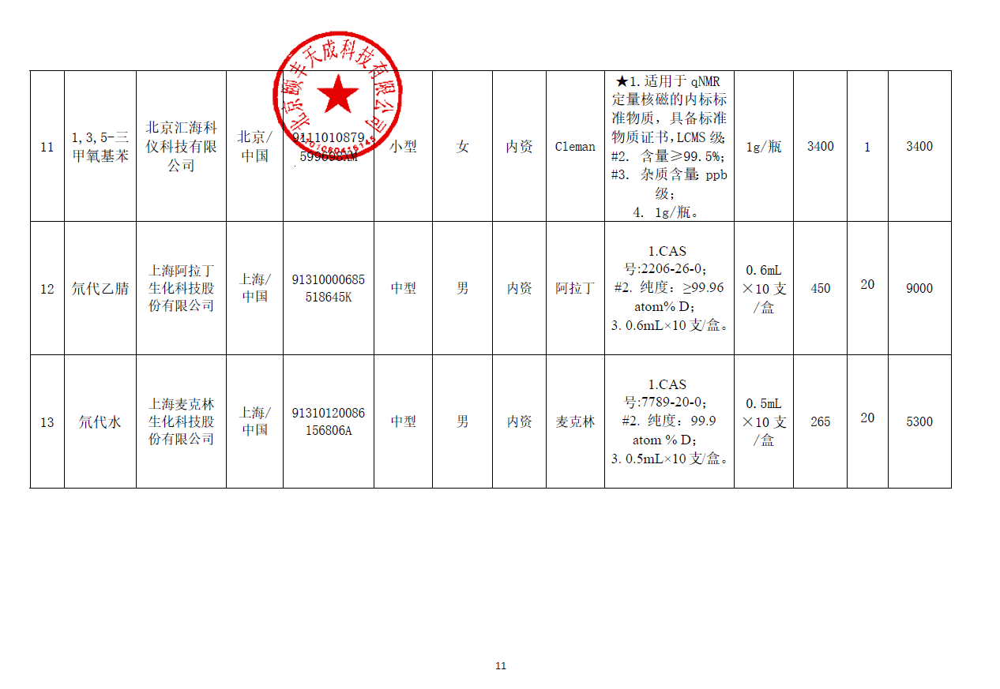 北京颐丰天成科技有限公司
11
1,3,5-三
甲氧基苯
北京汇海科
仪科技有限
公司
北京/
中国
9111010879
599698XM
小型
女
内资
Cleman
★1.适用于 qNMR
定量核磁的内标标
准物质，具备标准
物质证书，LCMS 级；
#2. 含量≥99.5%；
#3. 杂质含量：ppb
级；
4. 1g/瓶。
1g/瓶
3400
1
3400
12
氘代乙腈
上海阿拉丁
生化科技股
份有限公司
上海/
中国
91310000685
518645K
中型
男
内资
阿拉丁
1.CAS
号:2206-26-0；
#2. 纯度：≥99.96
atom% D；
3. 0.6mL×10 支/盒。
0.6mL
×10 支
/盒
450
20
9000
13
氘代水
上海麦克林
生化科技股
份有限公司
上海/
中国
91310120086
156806A
中型
男
内资
麦克林
1.CAS
号:7789-20-0；
#2. 纯度：99.9
atom % D；
3. 0.5mL×10 支/盒。
0.5mL
×10 支
/盒
265
20
5300
11